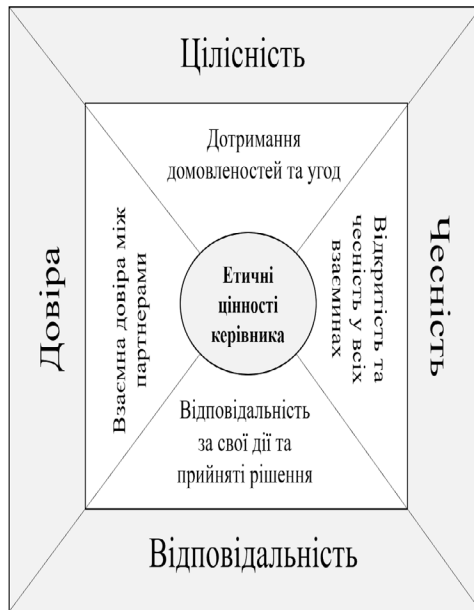 Цілісність
Дотримання
домовленостей та угод
Довіра
Взаємна довіра між
партнерами
Етичні
цінності
керівника
Відкритість та
чесність у всіх
взаєминах
Чесність
Відповідальність
за свої дії та
прийняті рішення
Відповідальність